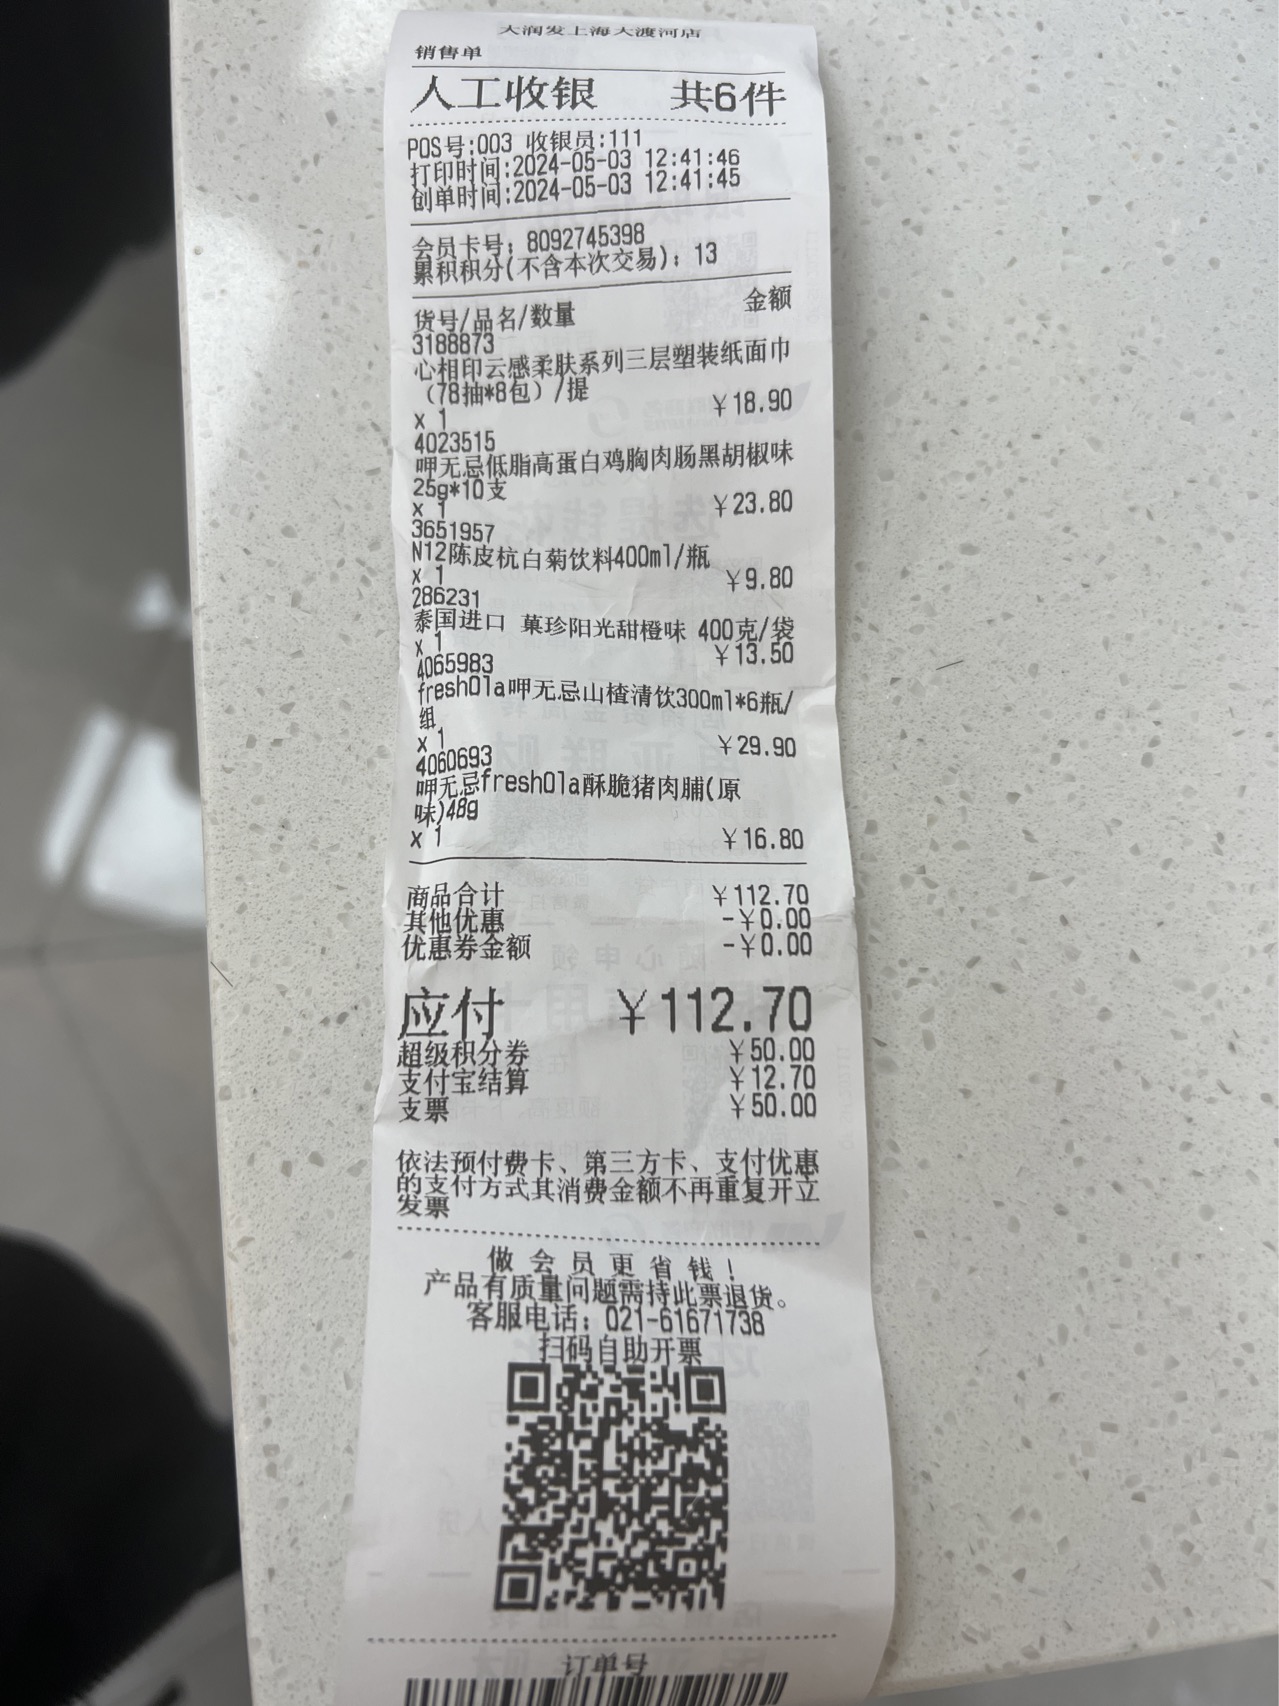 大润发上海大渡河店
销售单
人工收银 共6件
POS号:003 收银员:111
打印时间:2024-05-03 12:41:46
创单时间:2024-05-03 12:41:45
会员卡号：8092745398
累积积分(不含本次交易)：13
货号/品名/数量 金额
3188873
心相印云感柔肤系列三层塑装纸面巾
（78抽*8包）/提
x 1 ￥18.90
4023515
呷无忌低脂高蛋白鸡胸肉肠黑胡椒味
25g*10支
x 1 ￥23.80
3651957
N12陈皮杭白菊饮料400ml/瓶
x 1 ￥9.80
286231
泰国进口 菓珍阳光甜橙味 400克/袋
x 1 ￥13.50
4065983
fresh0la呷无忌山楂清饮300ml*6瓶/
组
x 1 ￥29.90
4060693
呷无忌fresh0la酥脆猪肉脯(原
味)48g
x 1 ￥16.80
商品合计 ￥112.70
其他优惠 -￥0.00
优惠券金额 -￥0.00
应付 ￥112.70
超级积分券 ￥50.00
支付宝结算 ￥12.70
支票 ￥50.00
依法预付费卡、第三方卡、支付优惠
的支付方式其消费金额不再重复开立
发票
做会员更省钱！
产品有质量问题需持此票退货。
客服电话：021-61671738
扫码自助开票
订单号